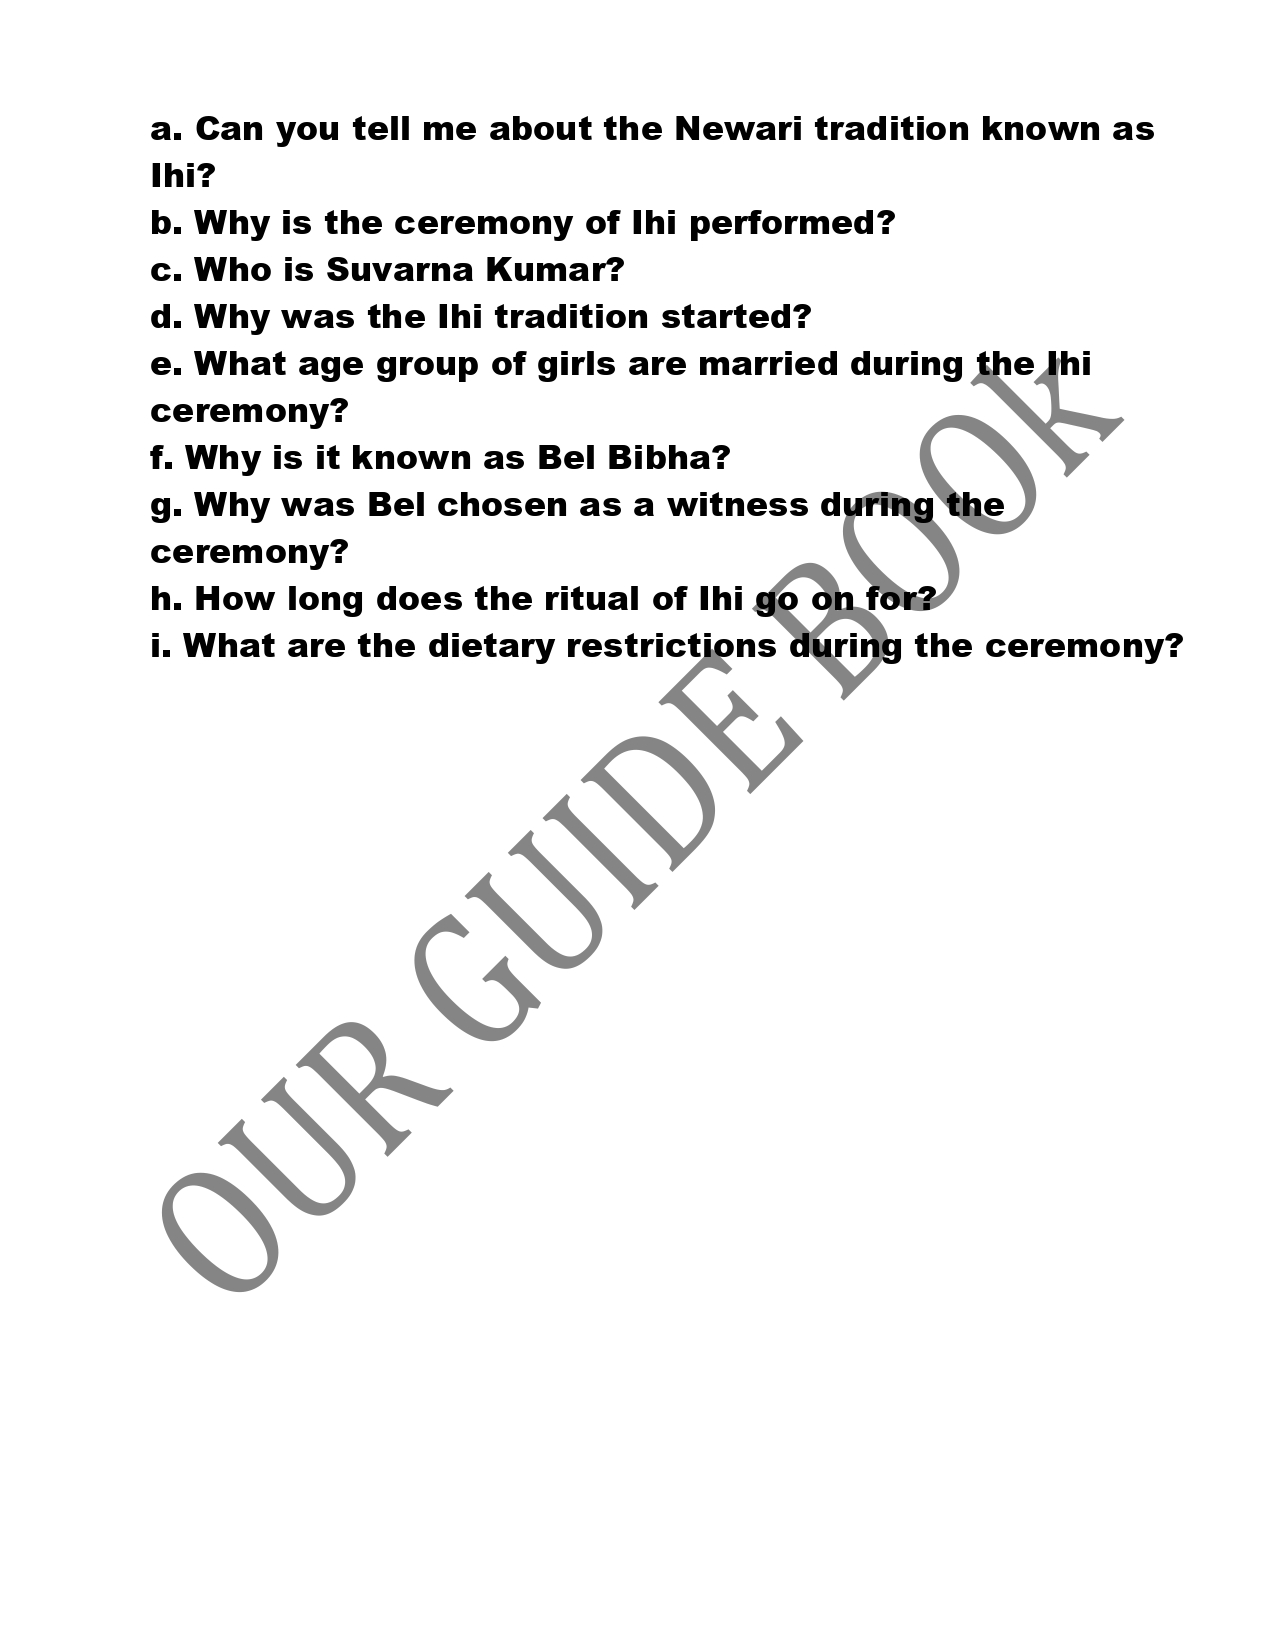 a. Can you tell me about the Newari tradition known as
Ihi?
b. Why is the ceremony of Ihi performed?
c. Who is Suvarna Kumar?
d. Why was the Ihi tradition started?
e. What age group of girls are married during the Ihi
ceremony?
f. Why is it known as Bel Bibha?
g. Why was Bel chosen as a witness during the
ceremony?
h. How long does the ritual of Ihi go on for?
i. What are the dietary restrictions during the ceremony?
OUR GUIDE BOOk